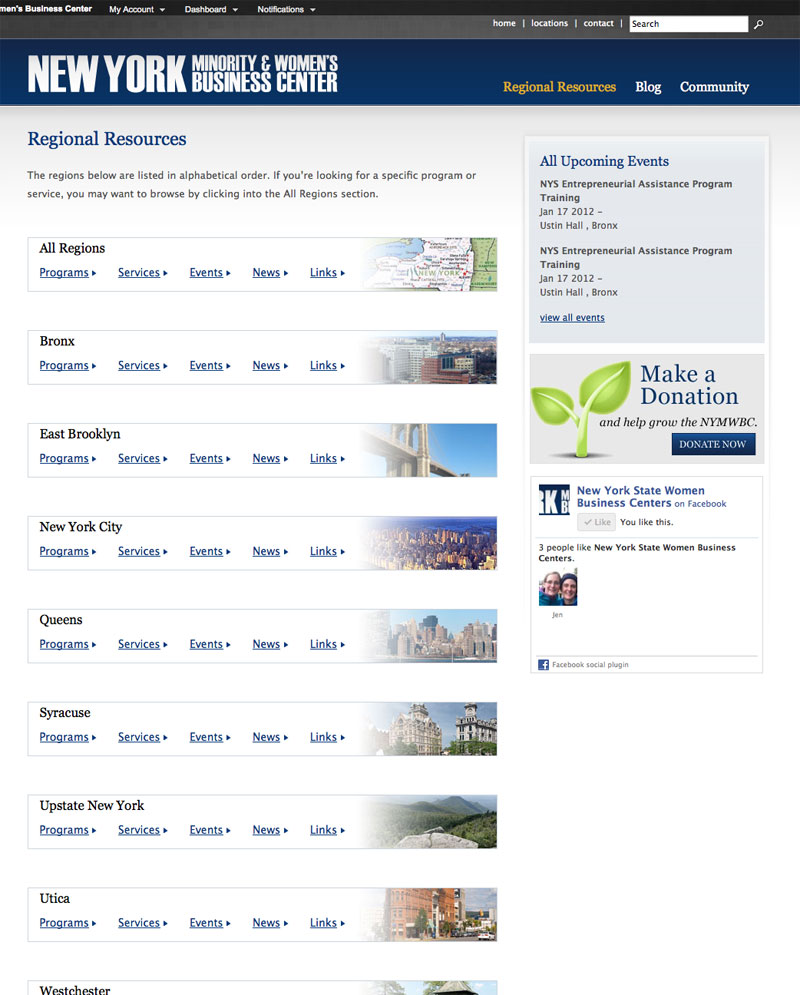 men's Business Center My Account Dashboard Notifications
home | locations | contact | Search
NEW YORK MINORITY & WOMEN'S BUSINESS CENTER
Regional Resources Blog Community
Regional Resources
The regions below are listed in alphabetical order. If you're looking for a specific program or
service, you may want to browse by clicking into the All Regions section.
All Regions
Programs Services Events News Links
NEW YORK
Bronx
Programs Services Events News Links
East Brooklyn
Programs Services Events News Links
New York City
Programs Services Events News Links
Queens
Programs Services Events News Links
Syracuse
Programs Services Events News Links
Upstate New York
Programs Services Events News Links
Utica
Programs Services Events News Links
Westchester
All Upcoming Events
NYS Entrepreneurial Assistance Program
Training
Jan 17 2012 –
Ustin Hall , Bronx
NYS Entrepreneurial Assistance Program
Training
Jan 17 2012 –
Ustin Hall , Bronx
view all events
Make a
Donation
and help grow the NYMWBC.
DONATE NOW
New York State Women
Business Centers on Facebook
Like You like this.
3 people like New York State Women Business
Centers.
Jen
Facebook social plugin